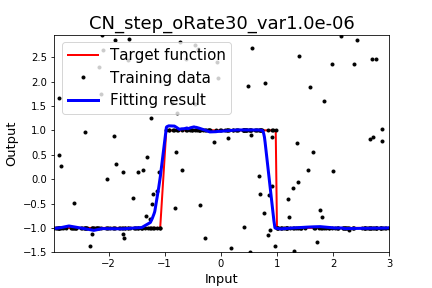 CN_step_oRate30_var1.0e-06
Target function
Training data
Fitting result
Output
2.5
2.0
1.5
1.0
0.5
0.0
−0.5
−1.0
−1.5
−2 −1 0 1 2 3
Input